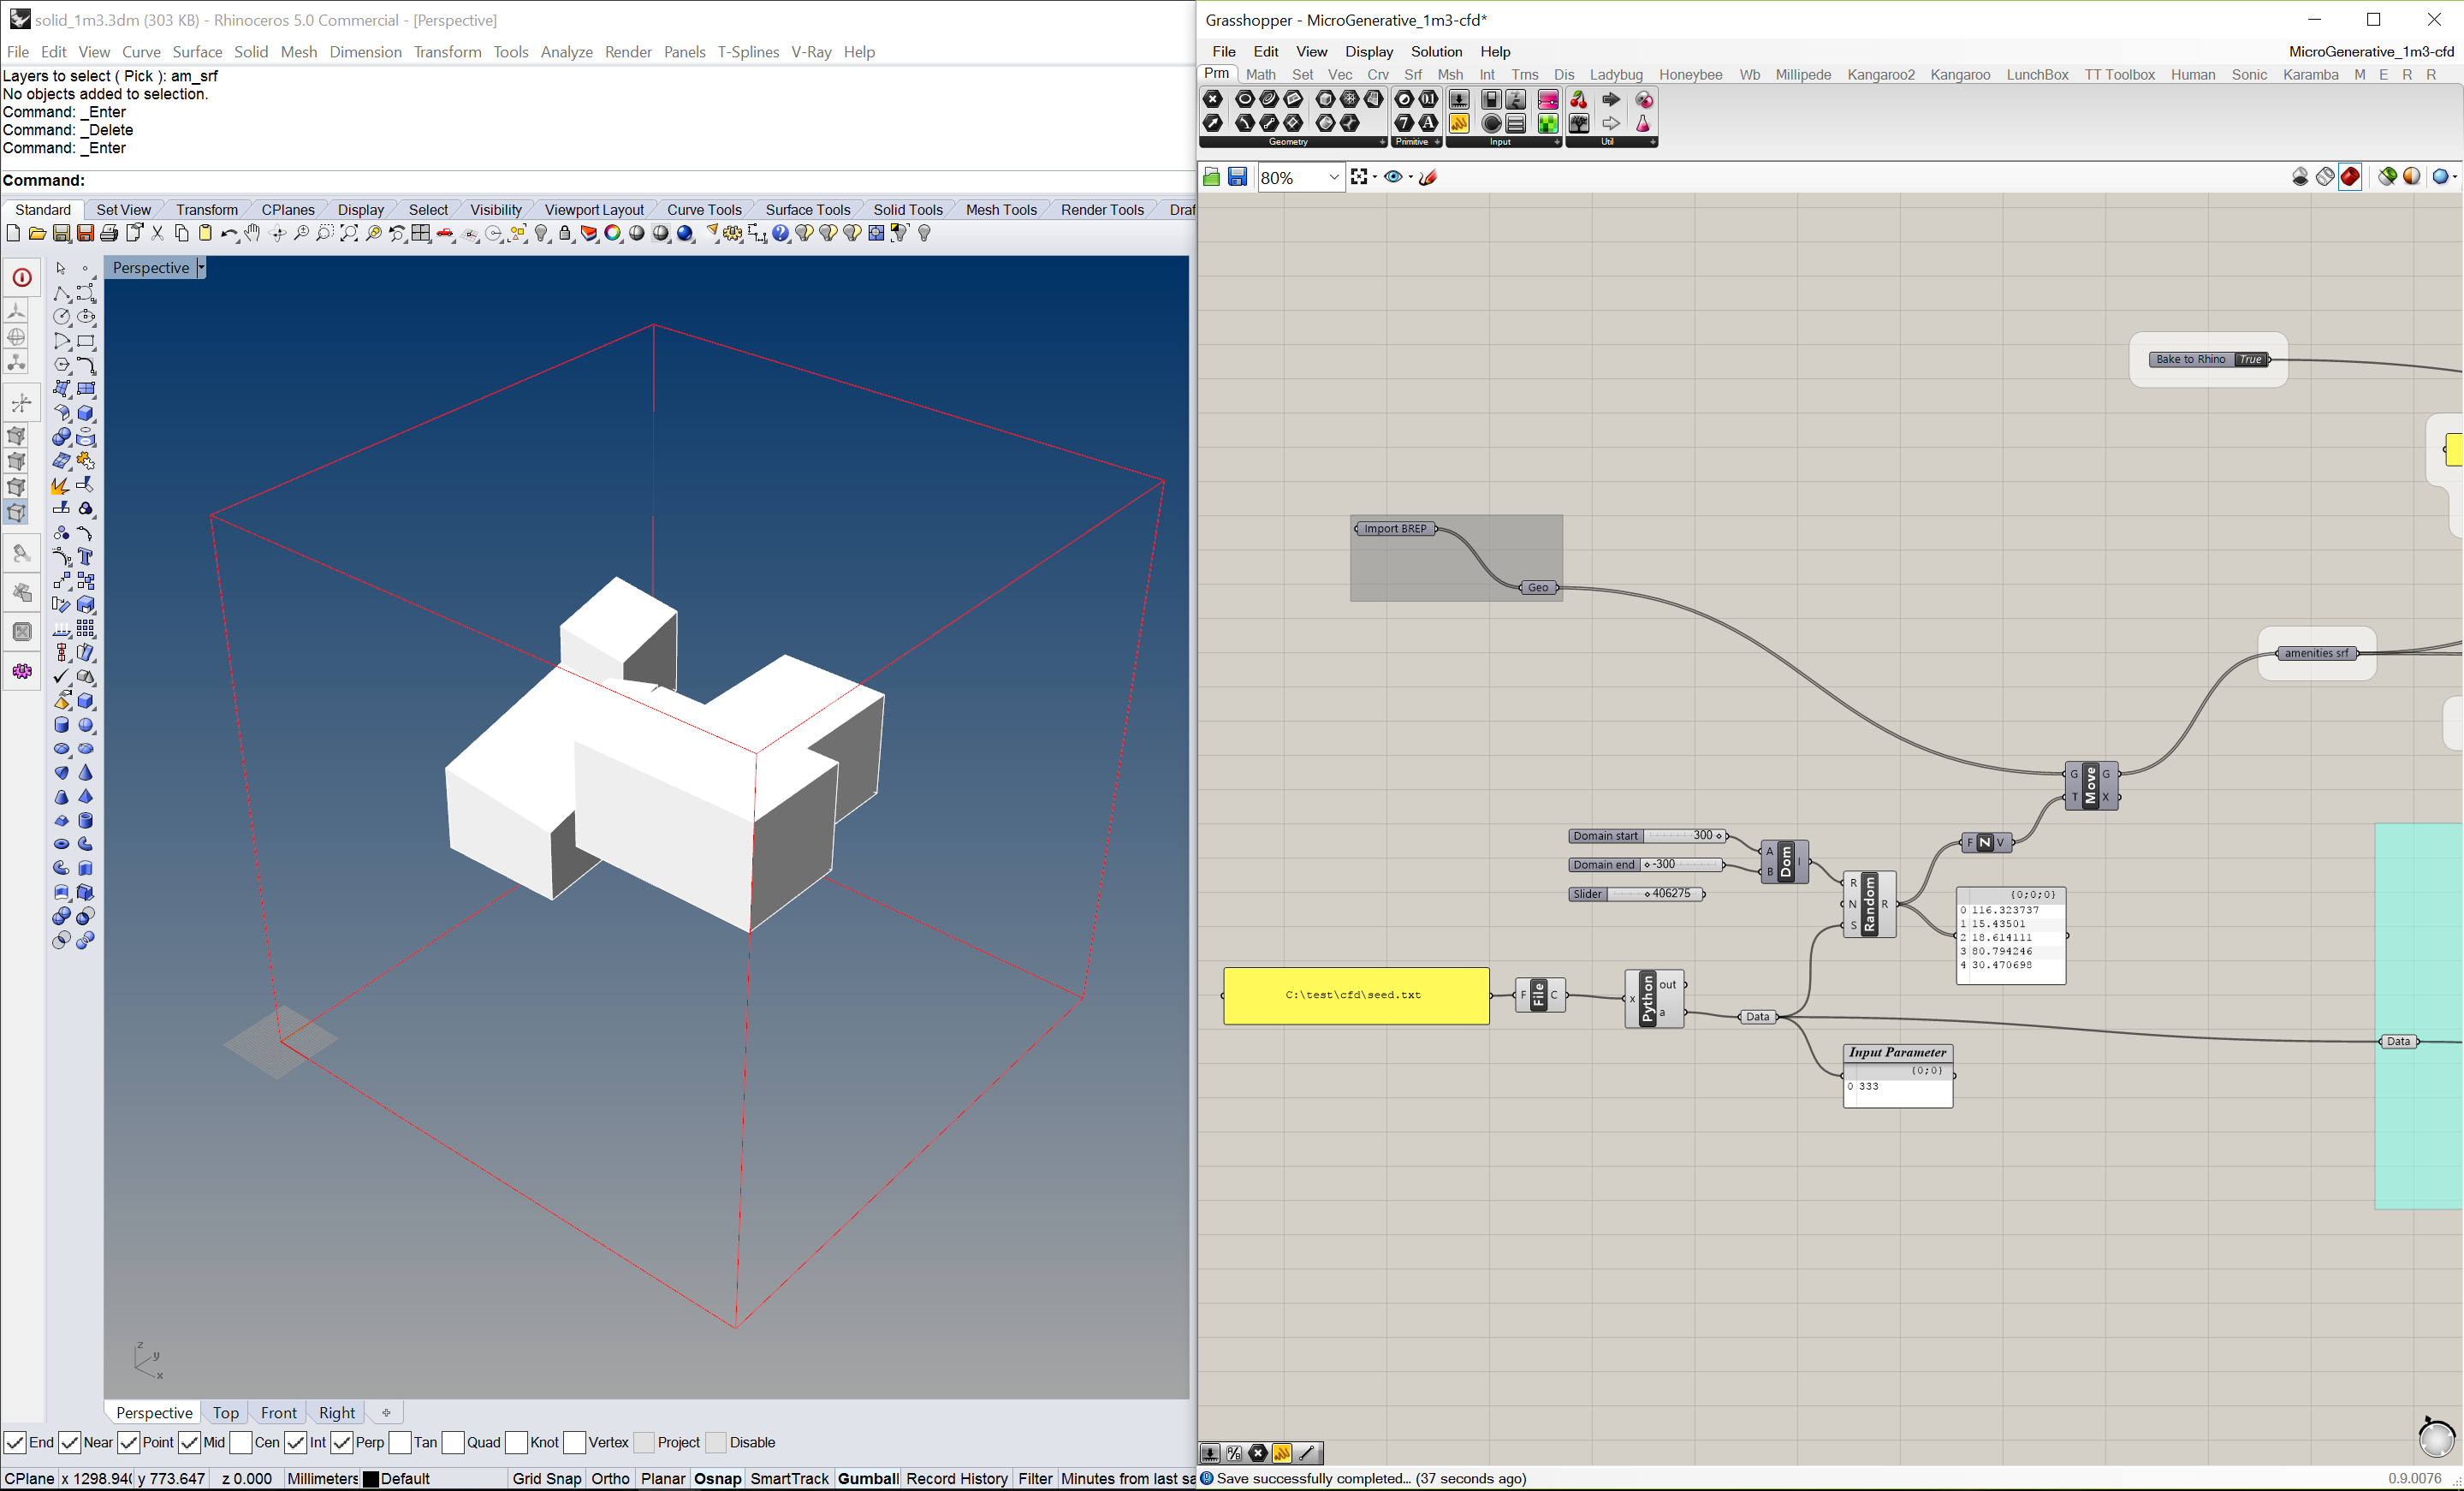 solid_1m3.3dm (303 KB) - Rhinoceros 5.0 Commercial - [Perspective]
File Edit View Curve Surface Solid Mesh Dimension Transform Tools Analyze Render Panels T-Splines V-Ray Help
Layers to select ( Pick ): am_srf
No objects added to selection.
Command: _Enter
Command: _Delete
Command: _Enter
Command:
Standard Set View Transform CPlanes Display Select Visibility Viewport Layout Curve Tools Surface Tools Solid Tools Mesh Tools Render Tools Draf
Perspective
z
y
x
Perspective Top Front Right
End Near Point Mid Cen Int Perp Tan Quad Knot Vertex Project Disable
CPlane x 1298.94( y 773.647 z 0.000 Millimeters Default Grid Snap Ortho Planar Osnap SmartTrack Gumball Record History Filter Minutes from last sa
Grasshopper - MicroGenerative_1m3-cfd*
File Edit View Display Solution Help MicroGenerative_1m3-cfd
Prm Math Set Vec Crv Srf Msh Int Trns Dis Ladybug Honeybee Wb Millipede Kangaroo2 Kangaroo LunchBox TT Toolbox Human Sonic Karamba M E R R
Geometry Primitive Input Util
80%
Bake to Rhino True
Import BREP
Geo
amenities srf
G Move G
T X
Domain start 300
Domain end -300
Slider 406275
A Dom I
B
F Z V
R Random R
N
S
{0;0;0}
0 116.323737
1 15.43501
2 18.614111
3 80.794246
4 30.470698
C:\test\cfd\seed.txt
F File C
x Python out
a
Data
Input Parameter
{0;0}
0 333
Data
Save successfully completed... (37 seconds ago)
0.9.0076